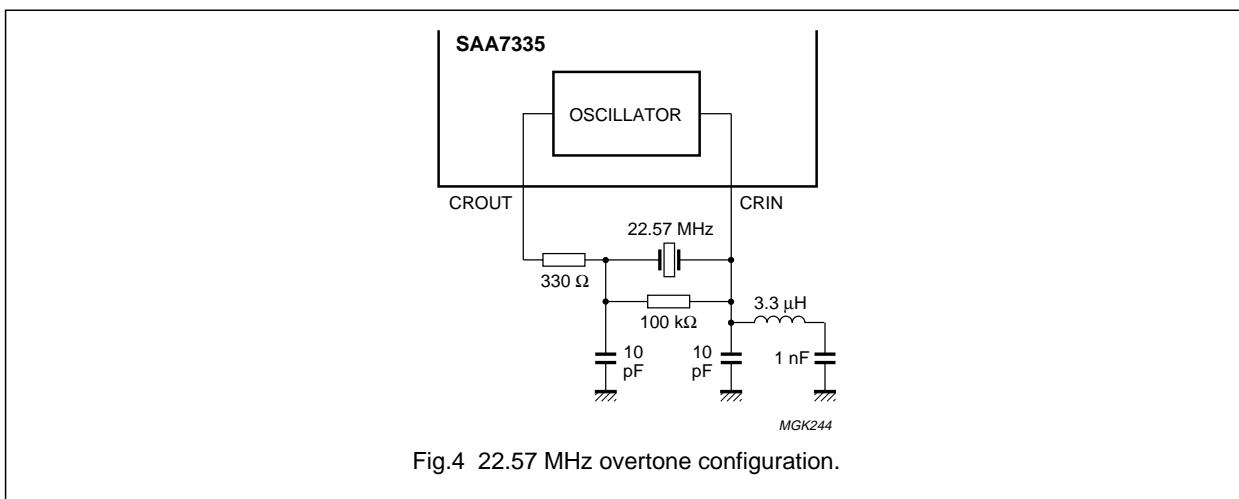 SAA7335
OSCILLATOR
CROUT
CRIN
22.57 MHz
330 Ω
100 kΩ
3.3 µH
10
pF
10
pF
1 nF
MGK244
Fig.4 22.57 MHz overtone configuration.